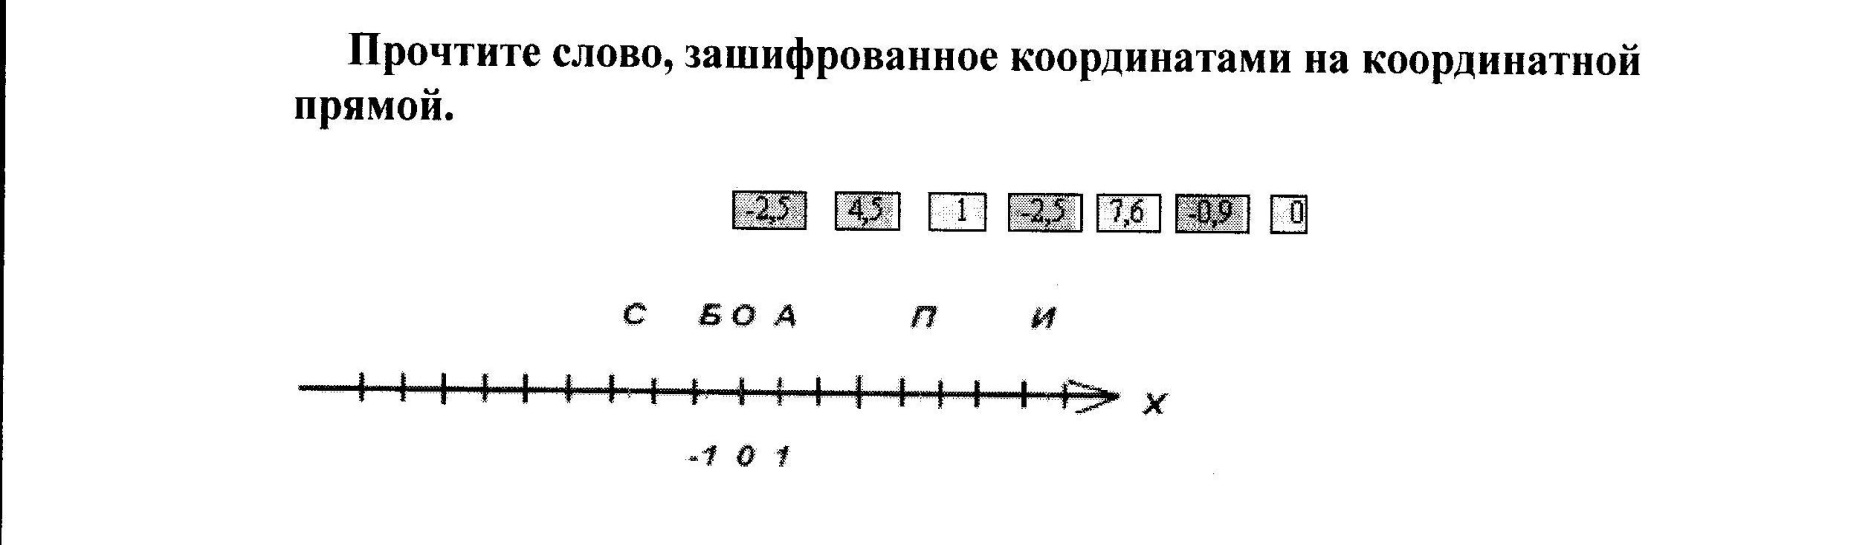 Прочтите слово, зашифрованное координатами на координатной
прямой.
-2,5 4,5 1 -2,5 7,6 -0,9 0
С Б О А П И
х
-1 0 1